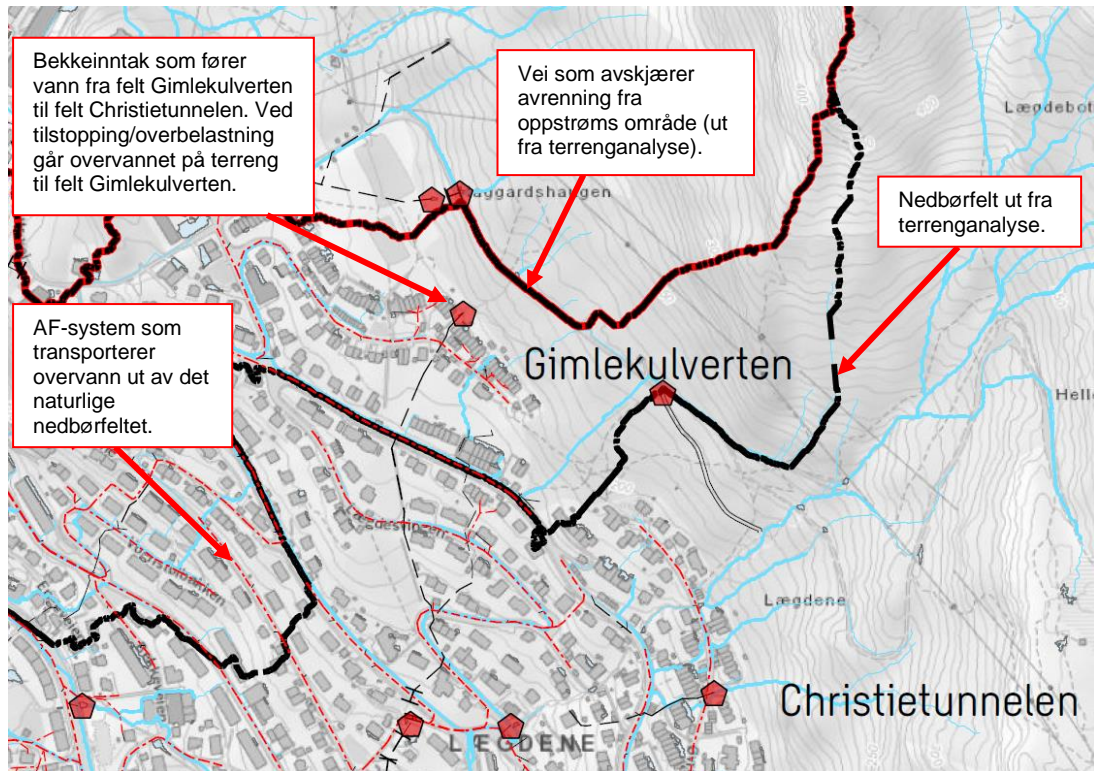 Bekkeinntak som fører
vann fra felt Gimlekulverten
til felt Christietunnelen. Ved
tilstopping/overbelastning
går overvannet på terreng
til felt Gimlekulverten.
Vei som avskjærer
avrenning fra
oppstrøms område (ut
fra terrenganalyse).
Lægdebot
Nedbørfelt ut fra
terrenganalyse.
AF-system som
transporterer
overvann ut av det
naturlige
nedbørfeltet.
Gimlekulverten
Helle
Lægdene
Christietunnelen
LÆGDENE